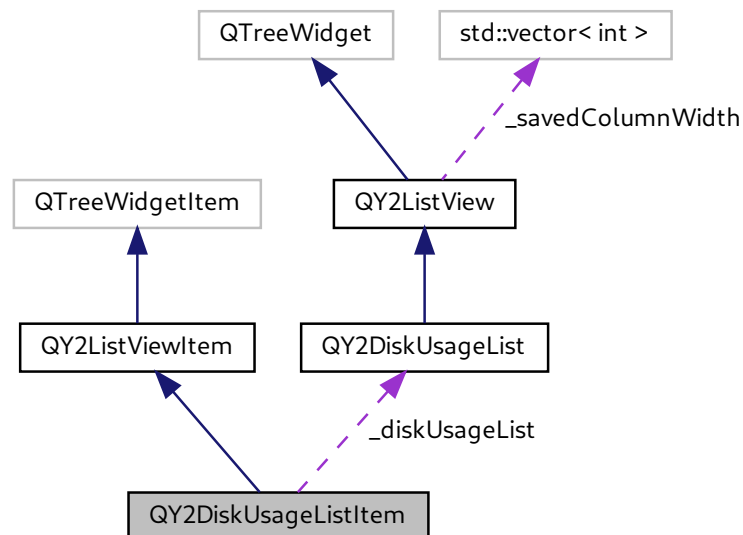 QTreeWidget
std::vector< int >
_savedColumnWidth
QTreeWidgetItem
QY2ListView
QY2ListViewItem
QY2DiskUsageList
_diskUsageList
QY2DiskUsageListItem